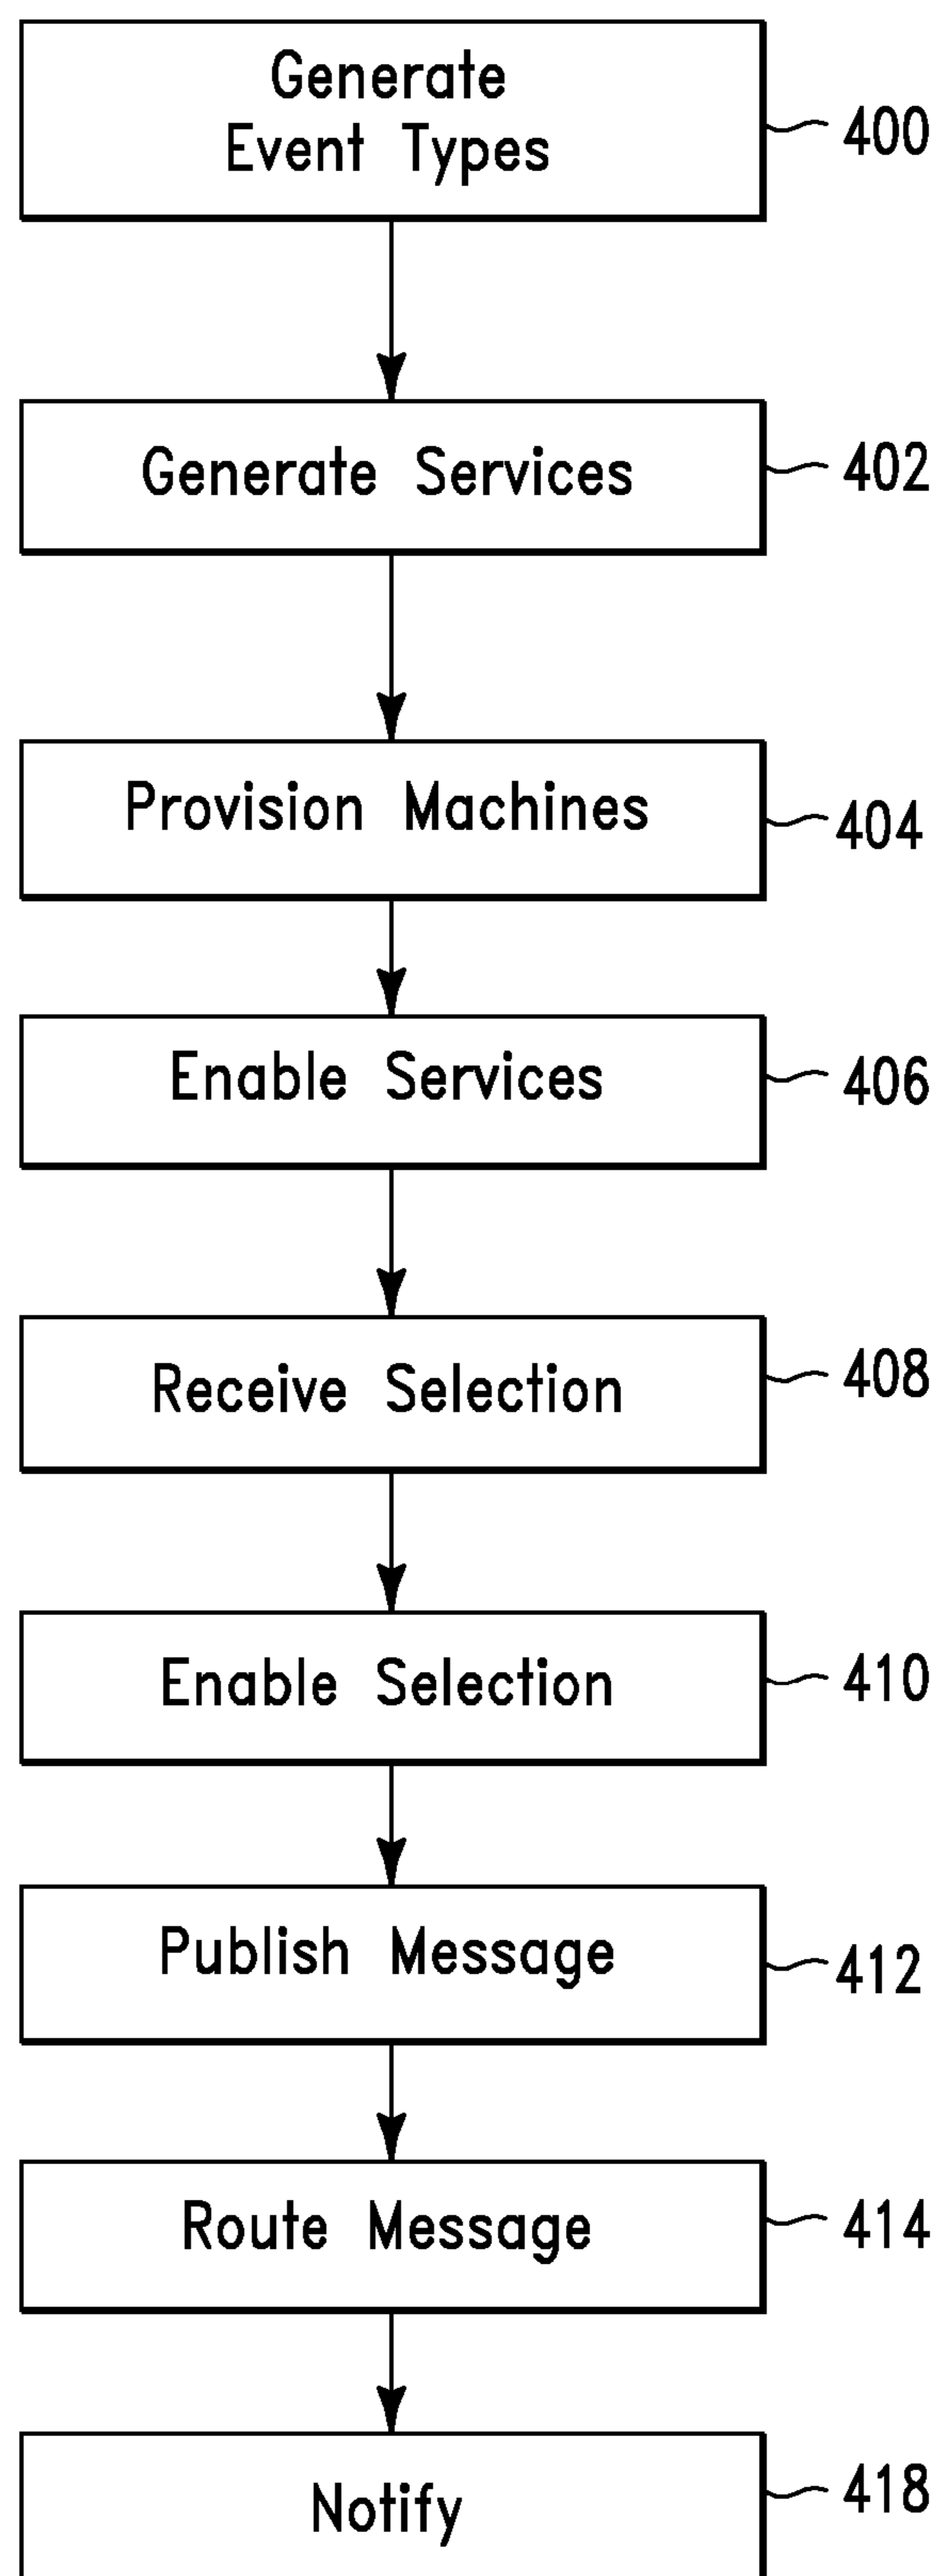 Generate
Event Types
400
Generate Services
402
Provision Machines
404
Enable Services
406
Receive Selection
408
Enable Selection
410
Publish Message
412
Route Message
414
Notify
418